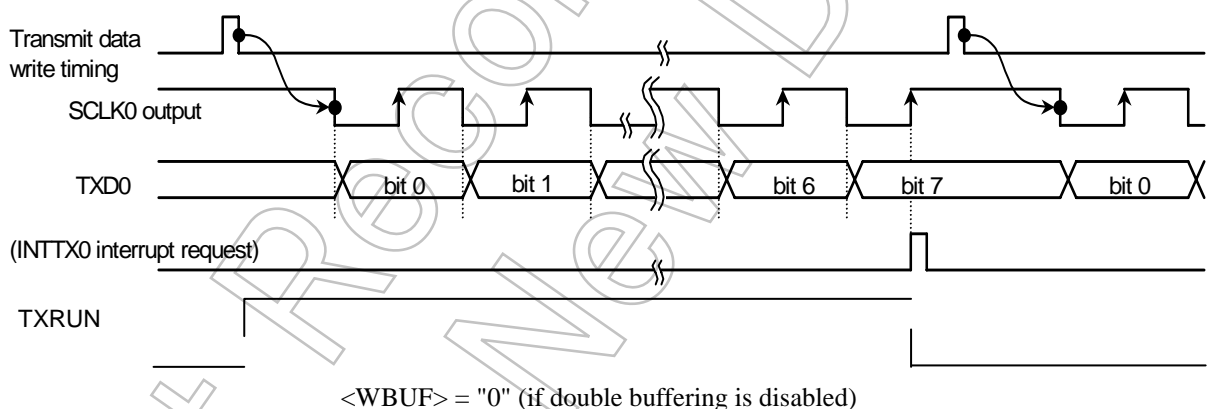 Transmit data
write timing
SCLK0 output
TXD0
bit 0
bit 1
bit 6
bit 7
bit 0
(INTTX0 interrupt request)
TXRUN
<WBUF> = "0" (if double buffering is disabled)